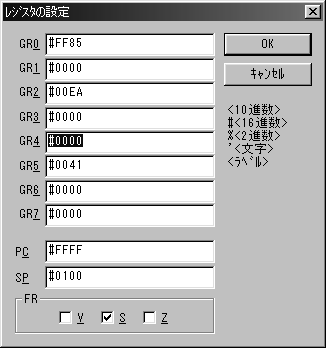 レジスタの設定
GR0 #FF85
GR1 #0000
GR2 #00EA
GR3 #0000
GR4 #0000
GR5 #0041
GR6 #0000
GR7 #0000
PC #FFFF
SP #0100
FR
V S Z
OK
キャンセル
<10進数>
#<16進数>
%<2進数>
'<文字>
<ラベル>